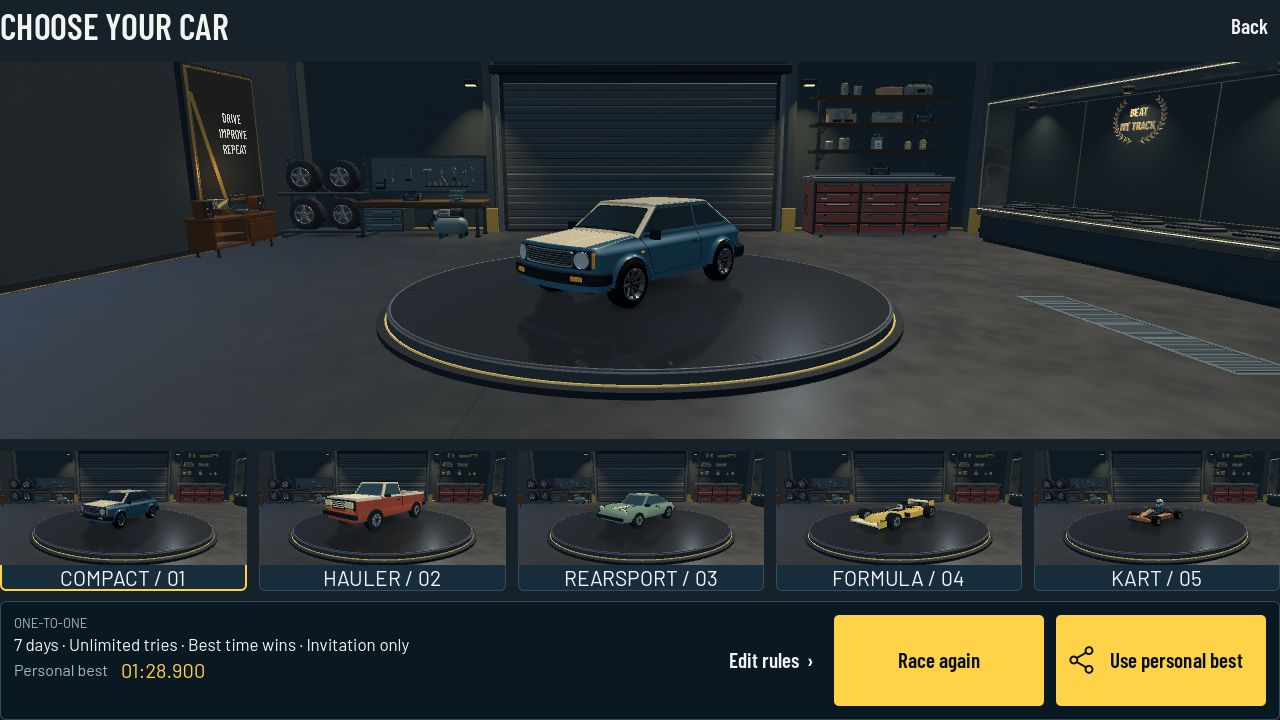 CHOOSE YOUR CAR
Back
DRIVE
IMPROVE
REPEAT
BEAT
MY TRACK
COMPACT / 01
HAULER / 02
REARSPORT / 03
FORMULA / 04
KART / 05
ONE-TO-ONE
7 days · Unlimited tries · Best time wins · Invitation only
Personal best 01:28.900
Edit rules ›
Race again
Use personal best